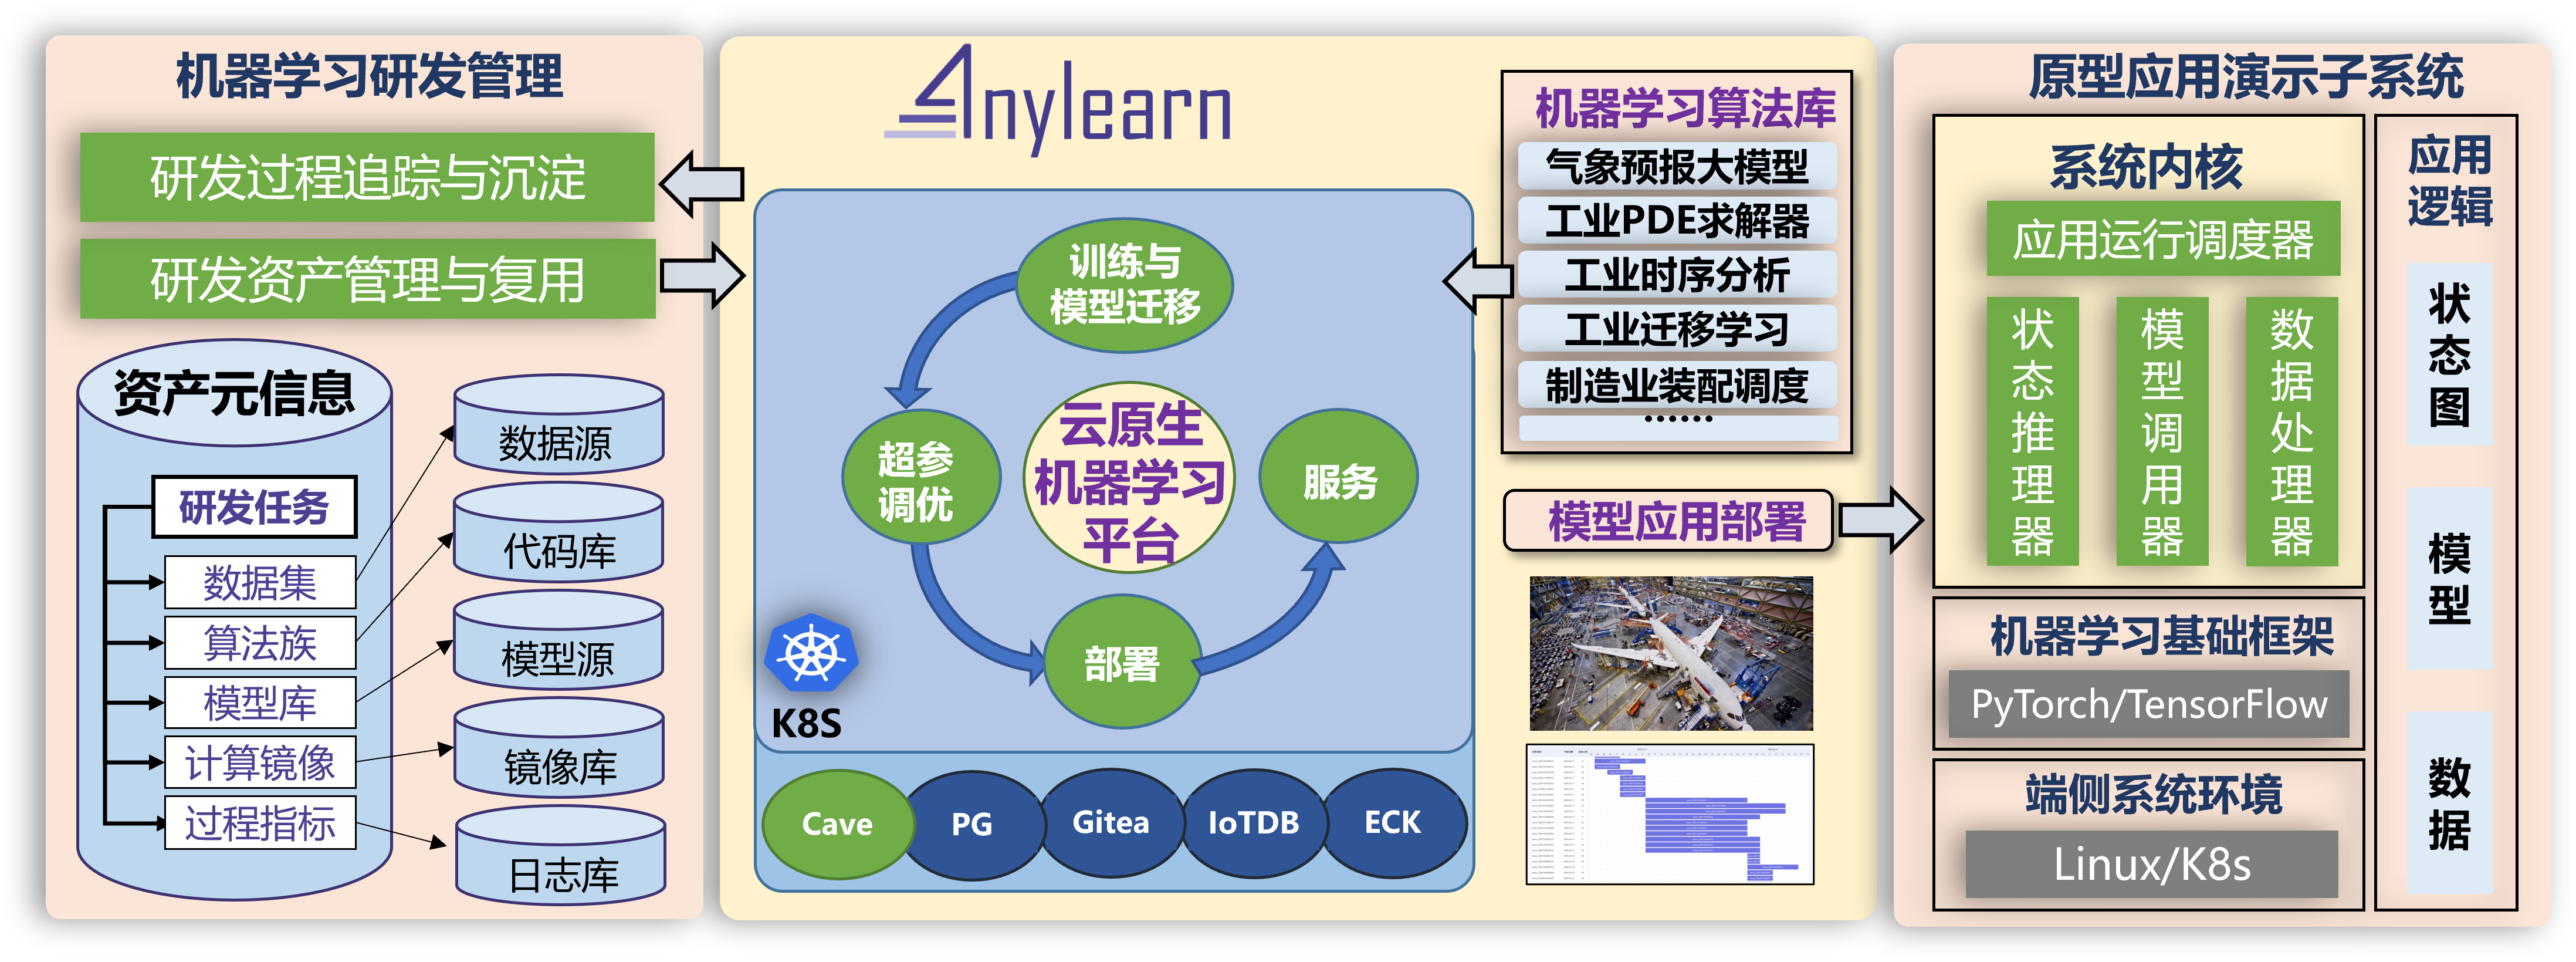 机器学习研发管理
研发过程追踪与沉淀
研发资产管理与复用
资产元信息
研发任务
数据集
算法族
模型库
计算镜像
过程指标
数据源
代码库
模型源
镜像库
日志库
Anylearn
训练与
模型迁移
超参
调优
云原生
机器学习
平台
服务
部署
K8S
Cave
PG
Gitea
IoTDB
ECK
机器学习算法库
气象预报大模型
工业PDE求解器
工业时序分析
工业迁移学习
制造业装配调度
······
模型应用部署
原型应用演示子系统
系统内核
应用运行调度器
状态推理器
模型调用器
数据处理器
机器学习基础框架
PyTorch/TensorFlow
端侧系统环境
Linux/K8s
应用
逻辑
状态图
模型
数据